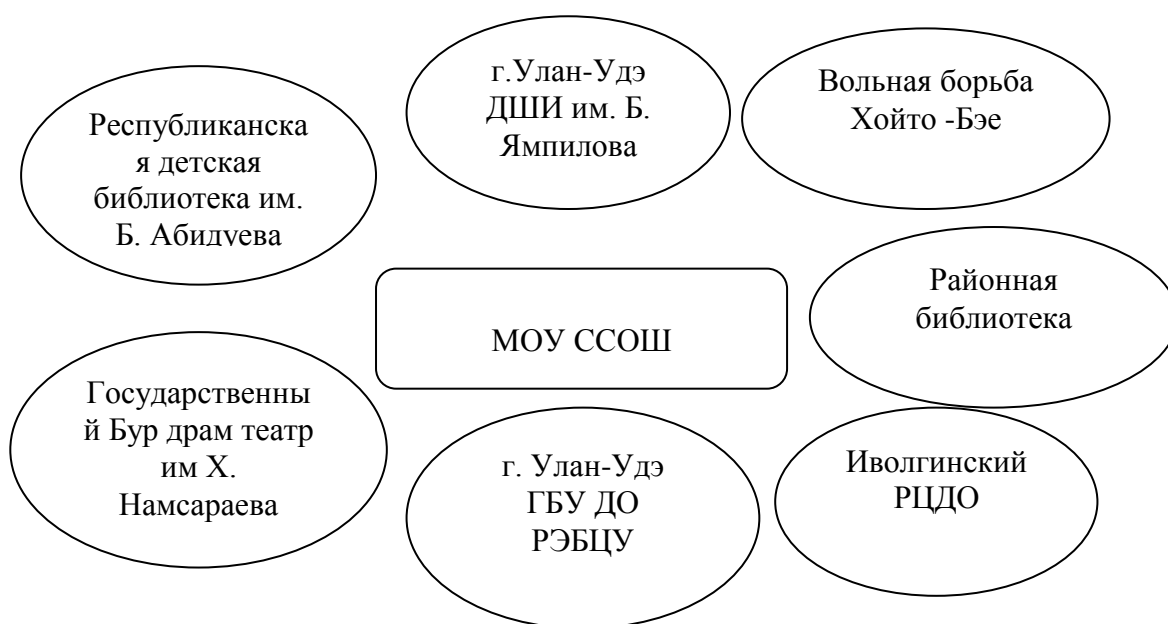 Республиканска
я детская
библиотека им.
Б. Абидуева
г.Улан-Удэ
ДШИ им. Б.
Ямпилова
Вольная борьба
Хойто -Бэе
МОУ ССОШ
Районная
библиотека
Государственны
й Бур драм театр
им Х.
Намсараева
г. Улан-Удэ
ГБУ ДО
РЭБЦУ
Иволгинский
РЦДО